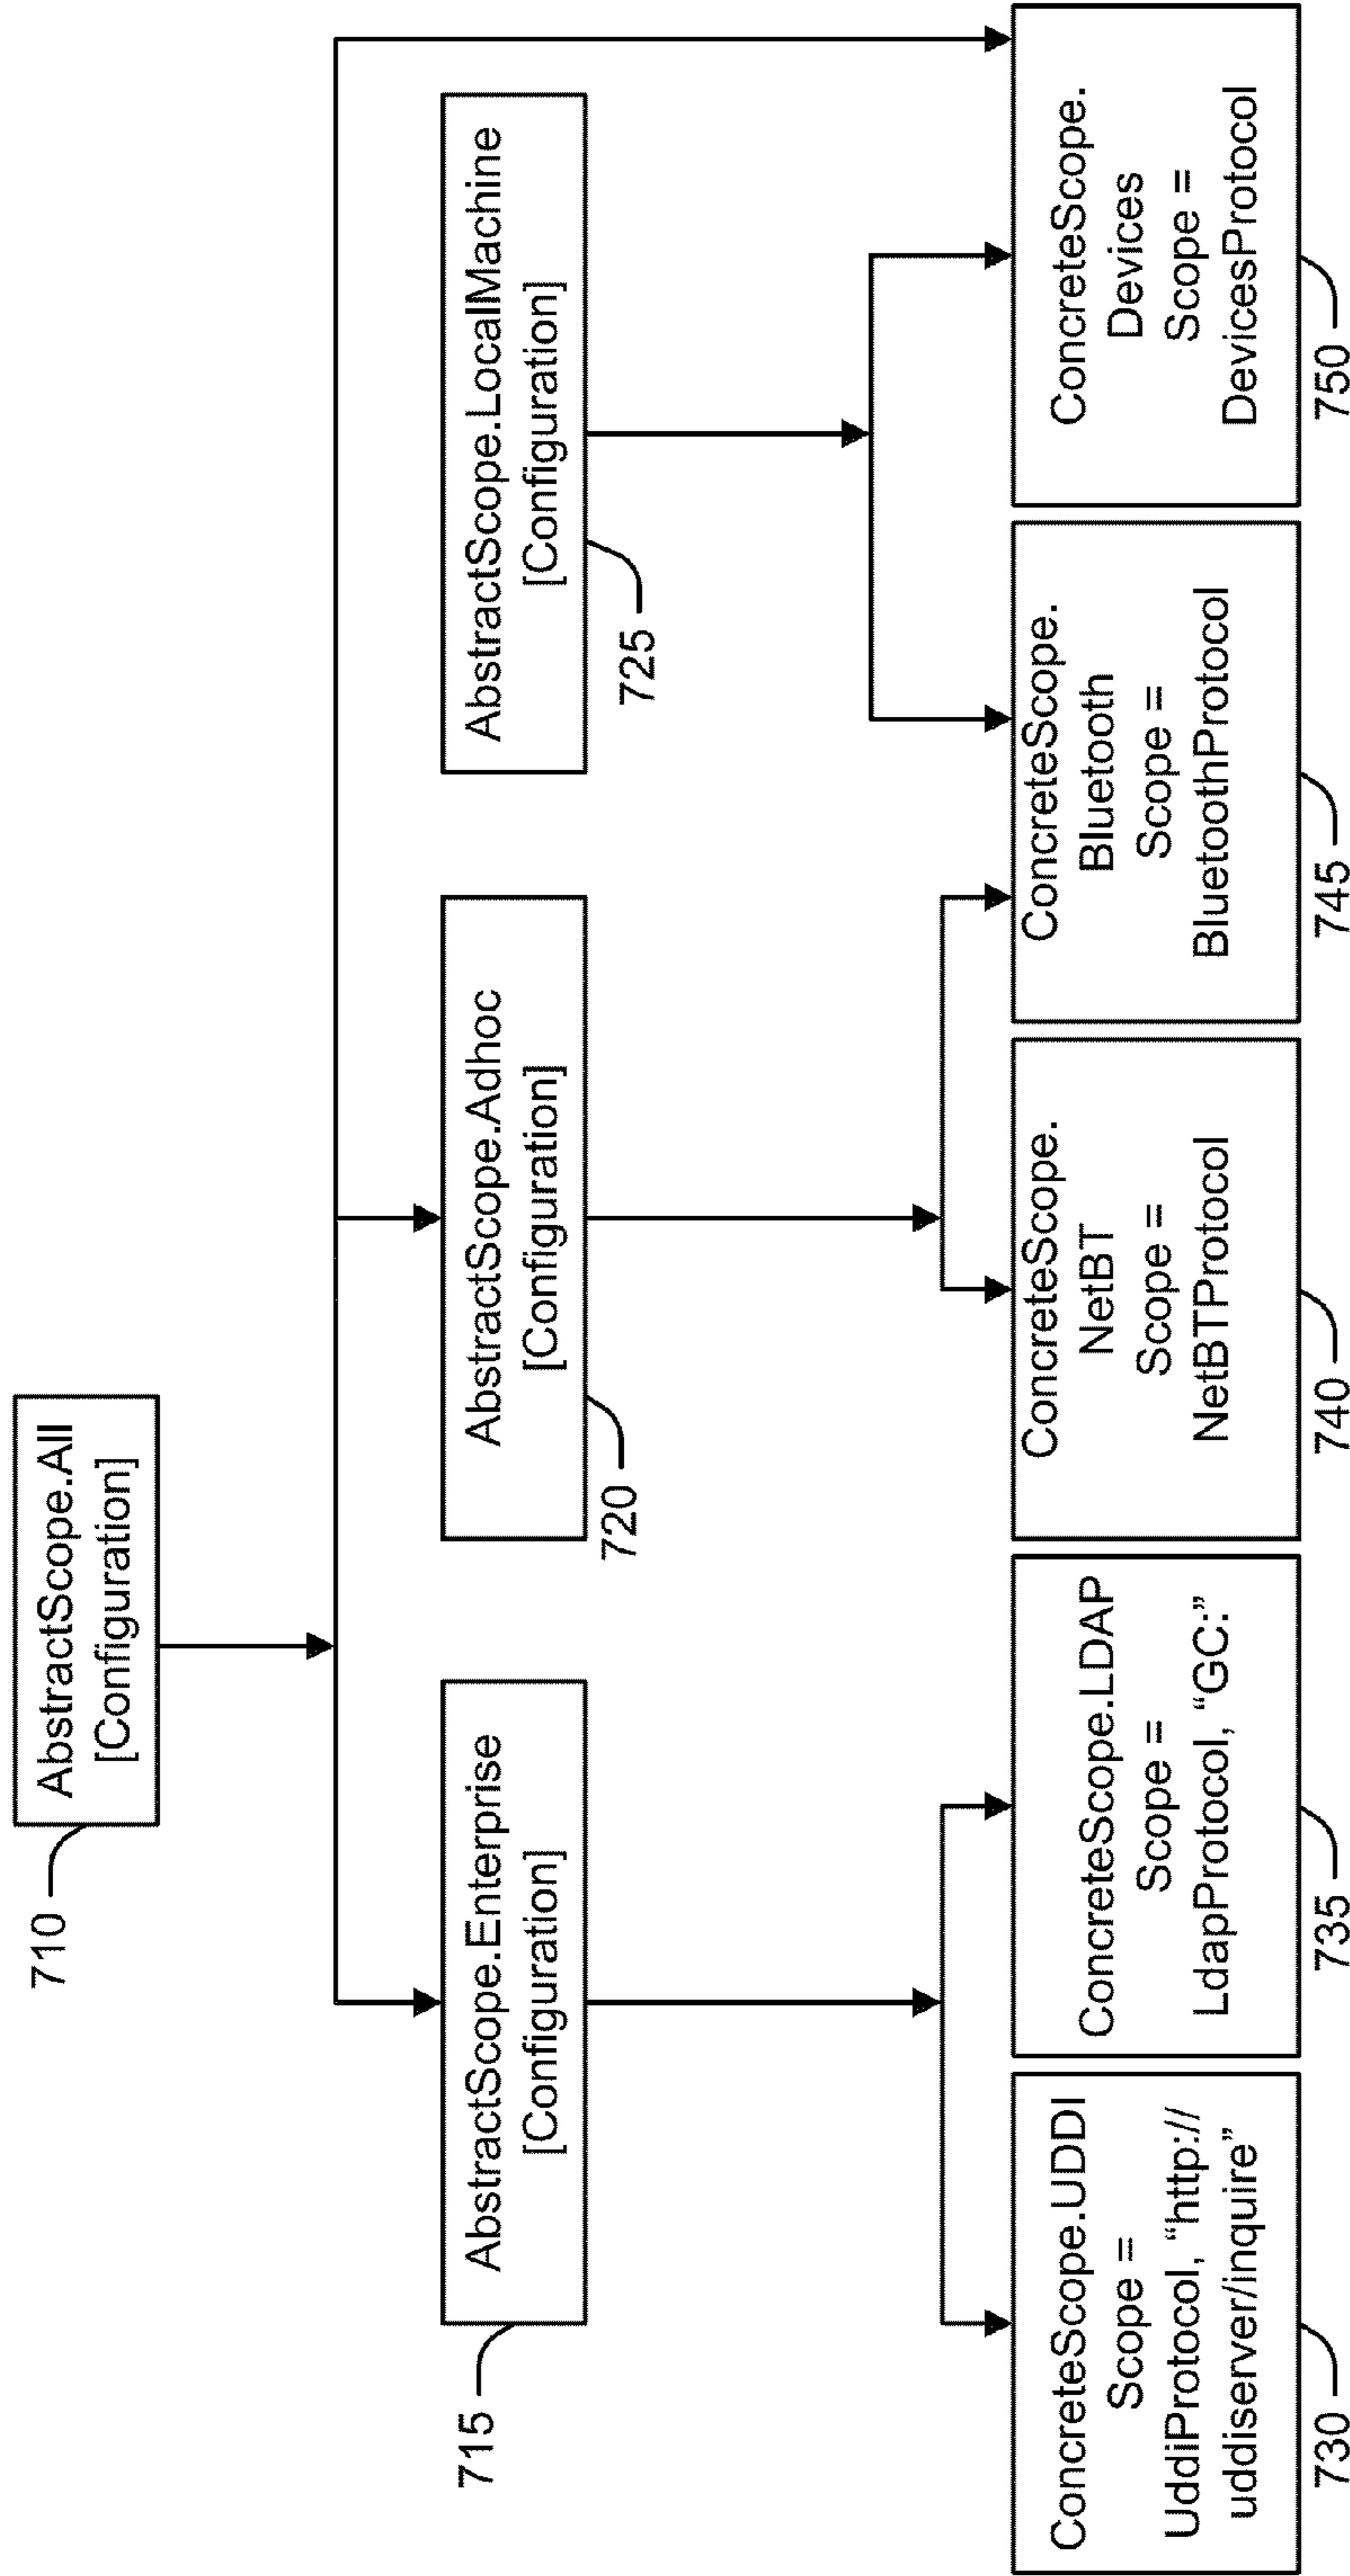 AbstractScope.All
[Configuration]
710
AbstractScope.Enterprise
[Configuration]
715
AbstractScope.Adhoc
[Configuration]
720
AbstractScope.LocalMachine
[Configuration]
725
ConcreteScope.UDDI
Scope =
UddiProtocol, “http://
uddiserver/inquire”
730
ConcreteScope.LDAP
Scope =
LdapProtocol, “GC:”
735
ConcreteScope.
NetBT
Scope =
NetBTProtocol
740
ConcreteScope.
Bluetooth
Scope =
BluetoothProtocol
745
ConcreteScope.
Devices
Scope =
DevicesProtocol
750